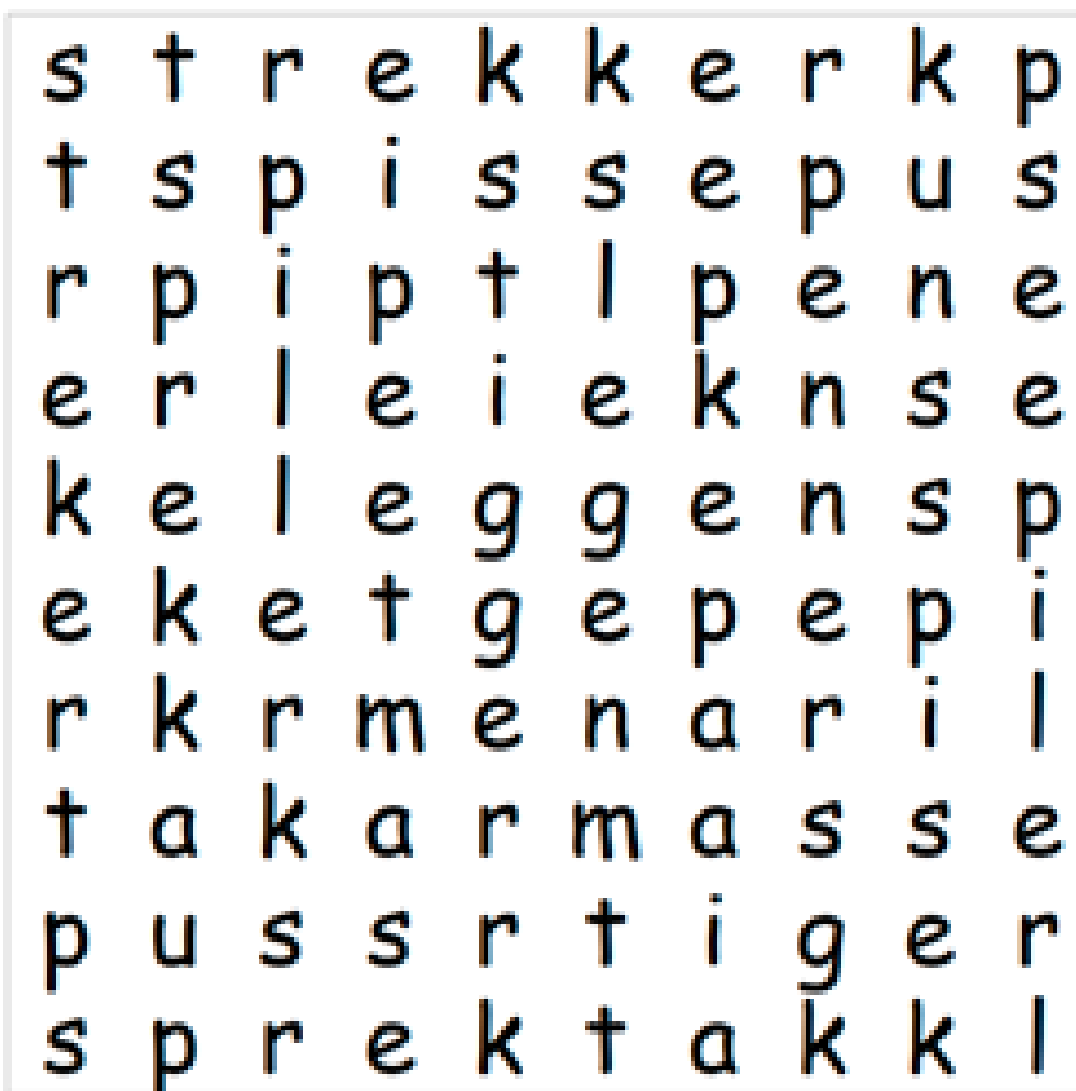 s t r e k k e r k p
t s p i s s e p u s
r p i p t l p e n e
e r l e i e k n s e
k e l e g g e n s p
e k e t g e p e p i
r k r m e n a r i l
t a k a r m a s s e
p u s s r t i g e r
s p r e k t a k k l